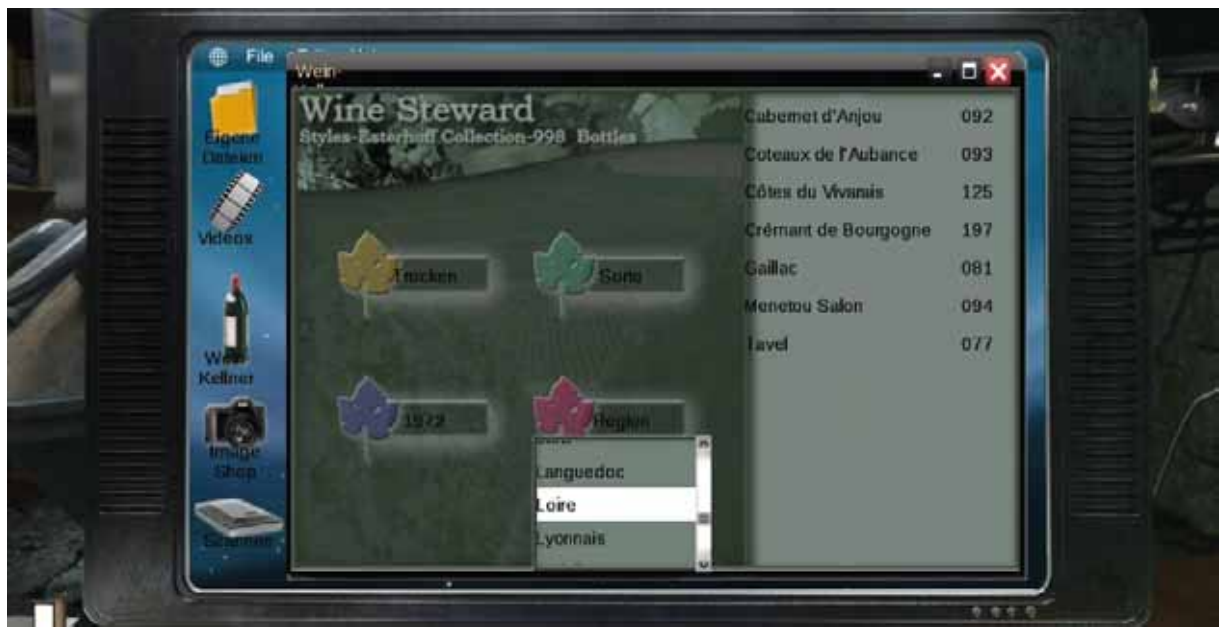 File
Wein-
Eigene
Dateien
Videos
Wein
Kellner
Image
Shop
Scanner
Wine Steward
Styles-Esterhoff Collection-998 Bottles
Trocken
Sorte
1972
Region
Languedoc
Loire
Lyonnais
Cabernet d'Anjou 092
Coteaux de l'Aubance 093
Côtes du Vivarais 125
Crémant de Bourgogne 197
Gaillac 081
Menetou Salon 094
Tavel 077